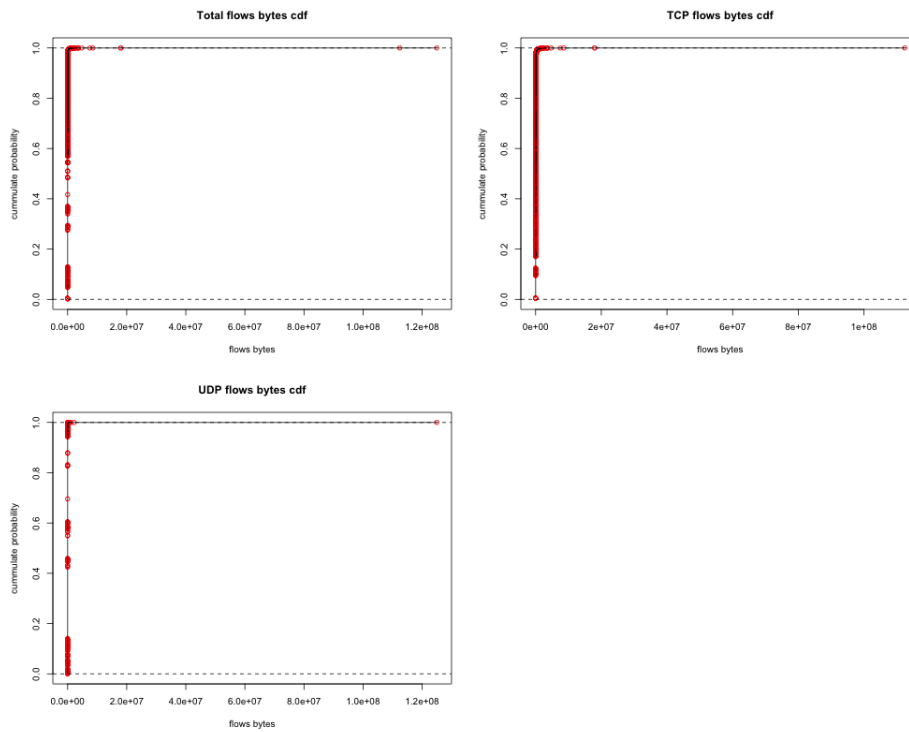 Total flows bytes cdf
cummulate probability
1.0
0.8
0.6
0.4
0.2
0.0
0.0e+00 2.0e+07 4.0e+07 6.0e+07 8.0e+07 1.0e+08 1.2e+08
flows bytes
TCP flows bytes cdf
cummulate probability
1.0
0.8
0.6
0.4
0.2
0.0
0e+00 2e+07 4e+07 6e+07 8e+07 1e+08
flows bytes
UDP flows bytes cdf
cummulate probability
1.0
0.8
0.6
0.4
0.2
0.0
0.0e+00 2.0e+07 4.0e+07 6.0e+07 8.0e+07 1.0e+08 1.2e+08
flows bytes